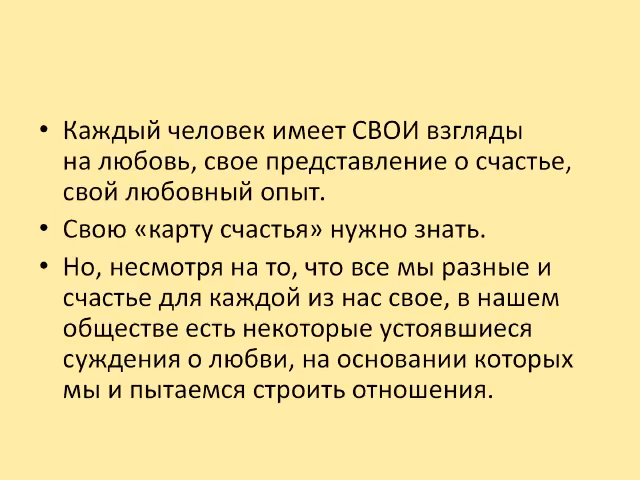 • Каждый человек имеет СВОИ взгляды
на любовь, свое представление о счастье,
свой любовный опыт.
• Свою «карту счастья» нужно знать.
• Но, несмотря на то, что все мы разные и
счастье для каждой из нас свое, в нашем
обществе есть некоторые устоявшиеся
суждения о любви, на основании которых
мы и пытаемся строить отношения.